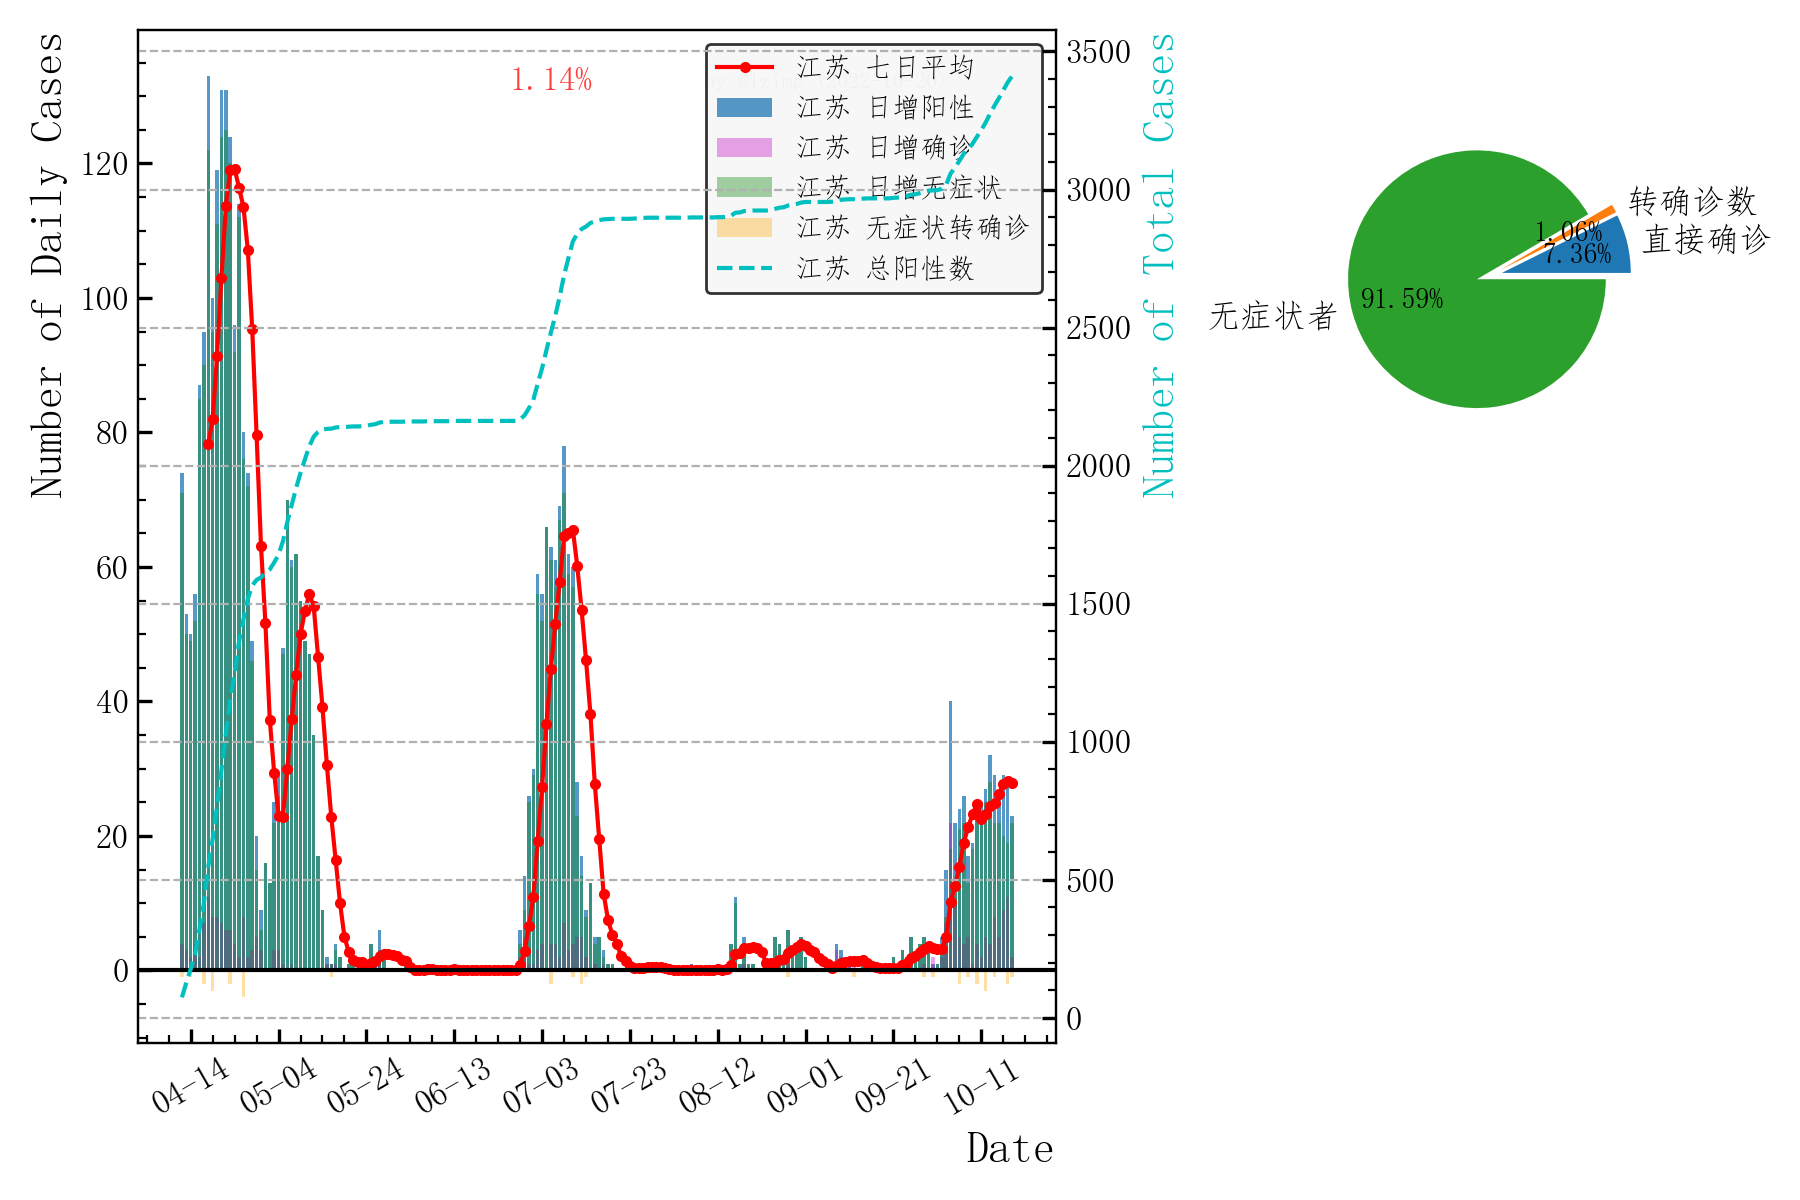 Number of Daily Cases
120
100
80
60
40
20
0
1.14%
江苏 七日平均
江苏 日增阳性
江苏 日增确诊
江苏 日增无症状
江苏 无症状转确诊
江苏 总阳性数
3500
3000
2500
2000
1500
1000
500
0
Number of Total Cases
04-14
05-04
05-24
06-13
07-03
07-23
08-12
09-01
09-21
10-11
Date
转确诊数
1.06%
直接确诊
7.36%
无症状者
91.59%